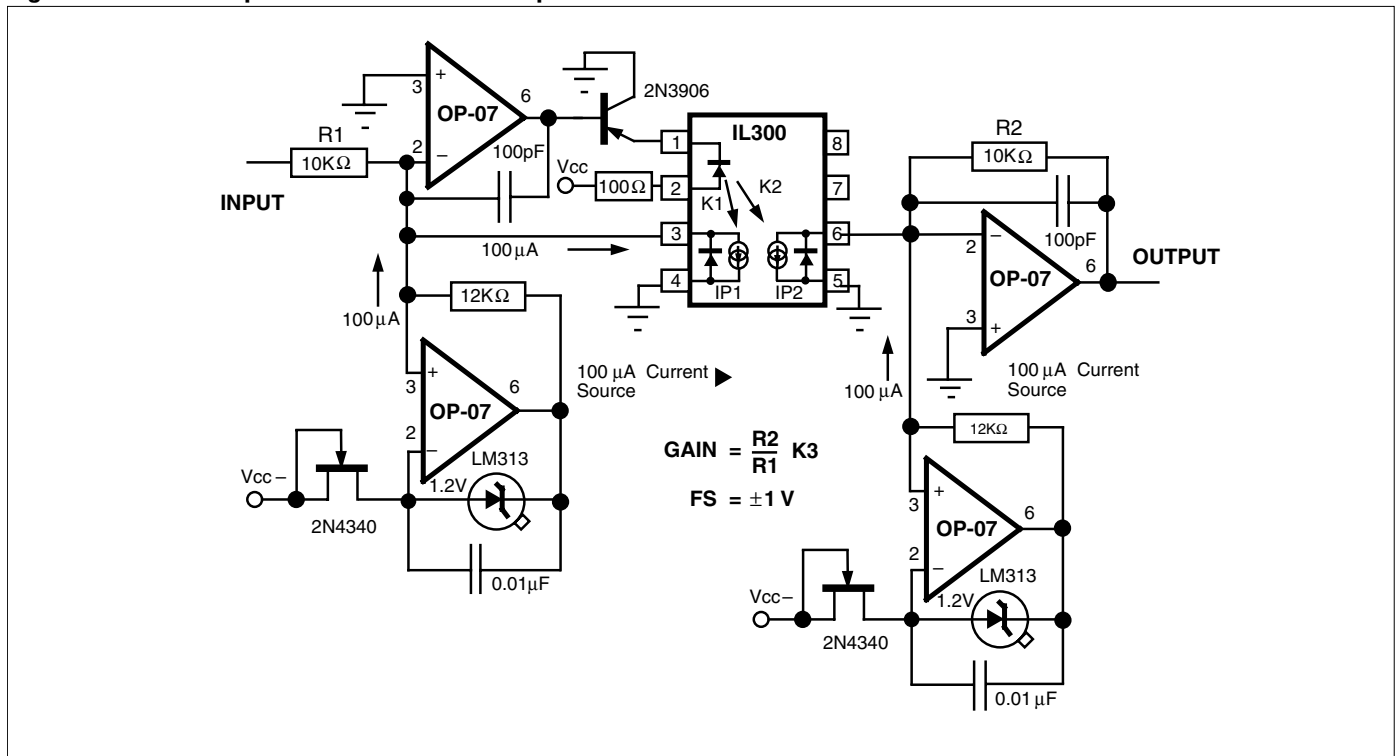 3
+
6
OP-07
2
–
R1
10KΩ
INPUT
100pF
2N3906
Vcc
100Ω
IL300
1
2
3
4
8
7
6
5
K1
K2
IP1
IP2
100 μA
100 μA
12KΩ
+
3
6
OP-07
2
–
100 μA Current
Source
Vcc –
2N4340
LM313
1.2V
0.01μF
GAIN = R2
R1 K3
FS = ±1 V
R2
10KΩ
100pF
–
2
6
OP-07
3
+
OUTPUT
100 μA Current
Source
100 μA
12KΩ
+
3
6
OP-07
2
–
Vcc–
2N4340
LM313
1.2V
0.01 μF